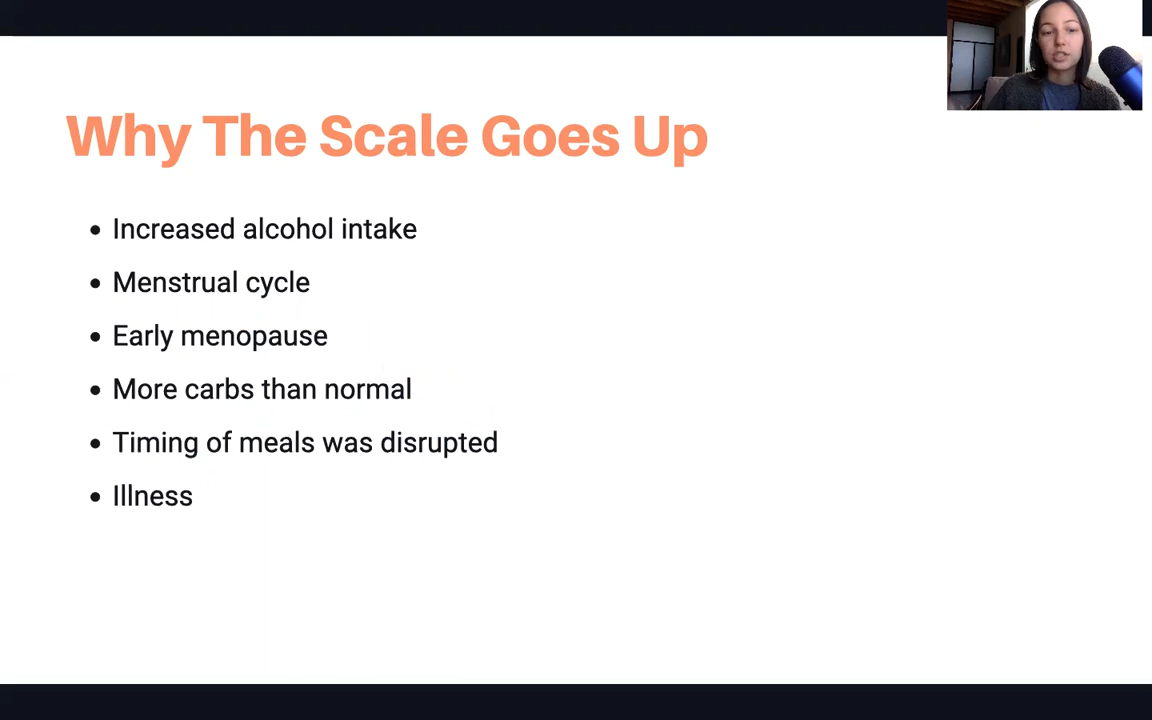 Why The Scale Goes Up
• Increased alcohol intake
• Menstrual cycle
• Early menopause
• More carbs than normal
• Timing of meals was disrupted
• Illness